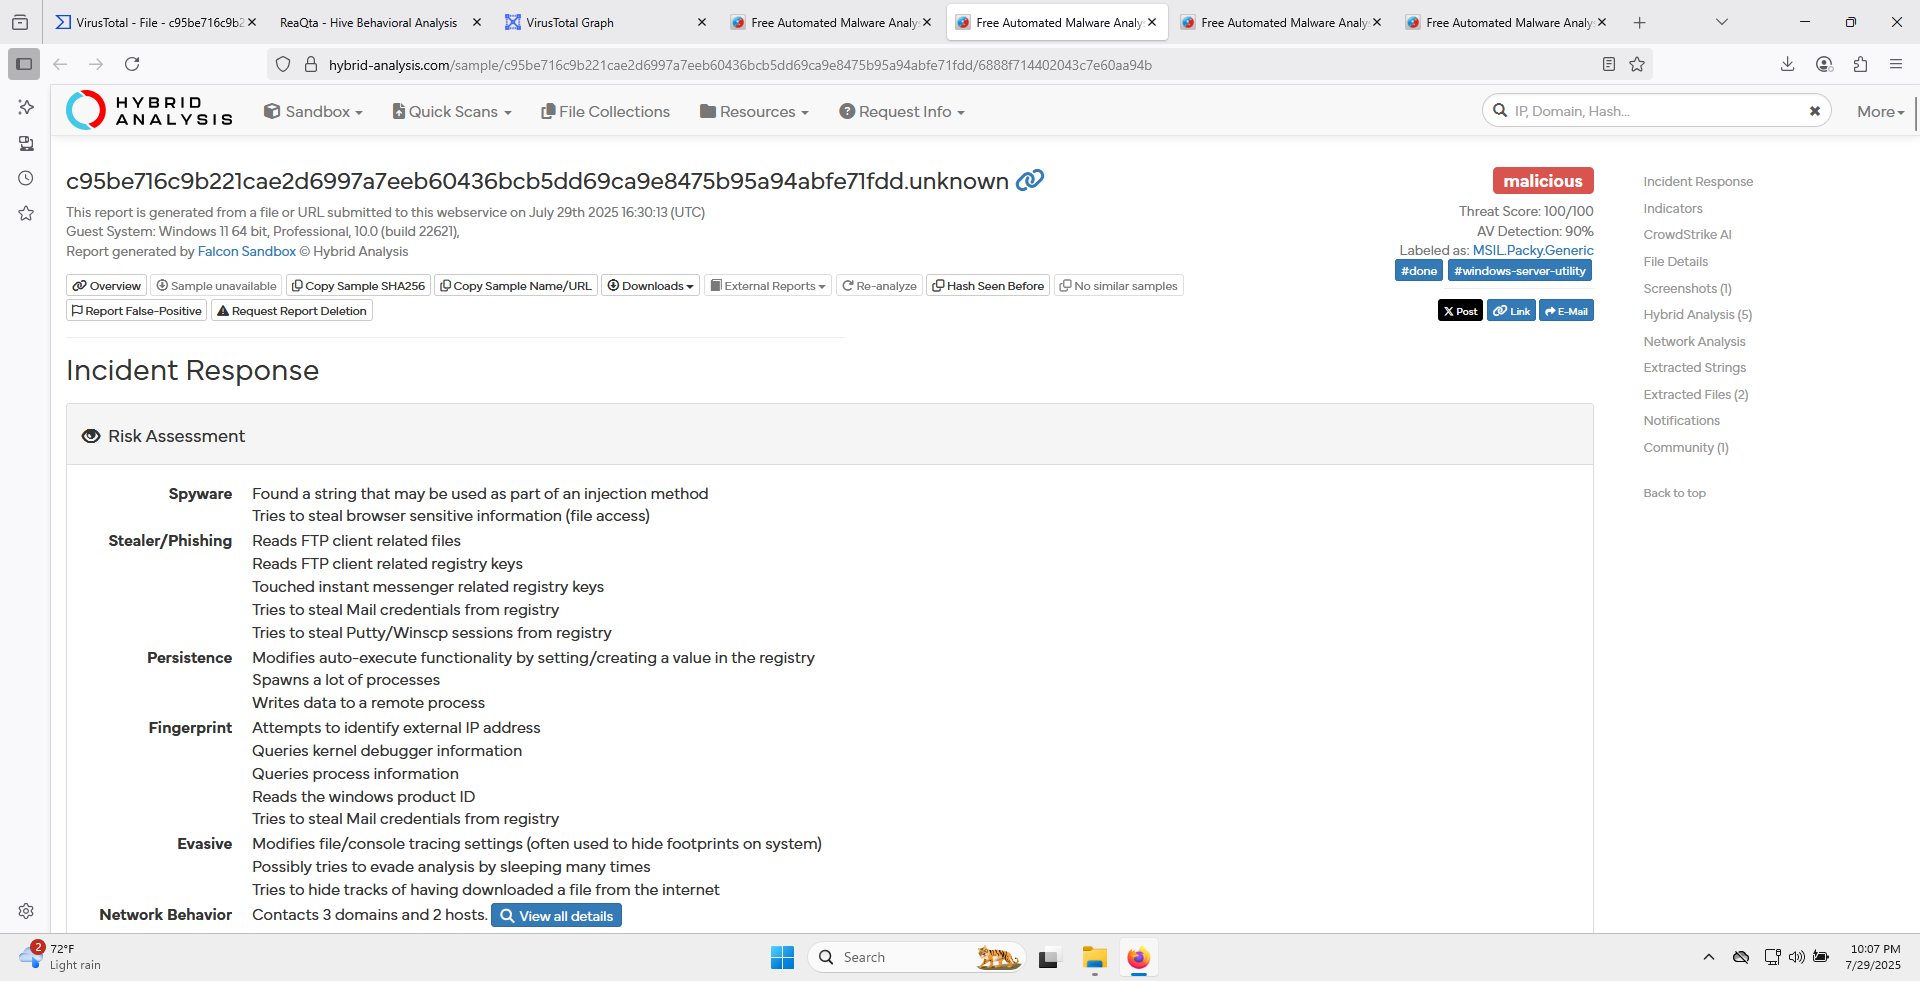 VirusTotal - File - c95be716c9b2
ReaQta - Hive Behavioral Analysis
VirusTotal Graph
Free Automated Malware Analy
Free Automated Malware Analy
Free Automated Malware Analy
Free Automated Malware Analy
hybrid-analysis.com/sample/c95be716c9b221cae2d6997a7eeb60436bcb5dd69ca9e8475b95a94abfe71fdd/6888f714402043c7e60aa94b
HYBRID
ANALYSIS
Sandbox
Quick Scans
File Collections
Resources
Request Info
IP, Domain, Hash...
More
c95be716c9b221cae2d6997a7eeb60436bcb5dd69ca9e8475b95a94abfe71fdd.unknown
This report is generated from a file or URL submitted to this webservice on July 29th 2025 16:30:13 (UTC)
Guest System: Windows 11 64 bit, Professional, 10.0 (build 22621),
Report generated by Falcon Sandbox © Hybrid Analysis
malicious
Threat Score: 100/100
AV Detection: 90%
Labeled as: MSIL.Packy.Generic
#done #windows-server-utility
Overview
Sample unavailable
Copy Sample SHA256
Copy Sample Name/URL
Downloads
External Reports
Re-analyze
Hash Seen Before
No similar samples
Report False-Positive
Request Report Deletion
X Post
Link
E-Mail
Incident Response
Risk Assessment
Spyware Found a string that may be used as part of an injection method
Tries to steal browser sensitive information (file access)
Stealer/Phishing Reads FTP client related files
Reads FTP client related registry keys
Touched instant messenger related registry keys
Tries to steal Mail credentials from registry
Tries to steal Putty/Winscp sessions from registry
Persistence Modifies auto-execute functionality by setting/creating a value in the registry
Spawns a lot of processes
Writes data to a remote process
Fingerprint Attempts to identify external IP address
Queries kernel debugger information
Queries process information
Reads the windows product ID
Tries to steal Mail credentials from registry
Evasive Modifies file/console tracing settings (often used to hide footprints on system)
Possibly tries to evade analysis by sleeping many times
Tries to hide tracks of having downloaded a file from the internet
Network Behavior Contacts 3 domains and 2 hosts. View all details
Incident Response
Indicators
CrowdStrike AI
File Details
Screenshots (1)
Hybrid Analysis (5)
Network Analysis
Extracted Strings
Extracted Files (2)
Notifications
Community (1)
Back to top
2
72°F
Light rain
Search
10:07 PM
7/29/2025